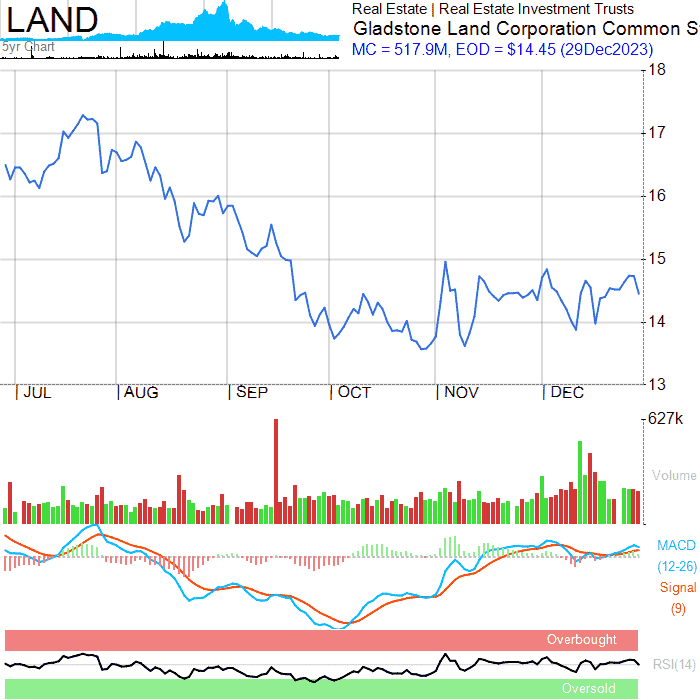 LAND
5yr Chart
Real Estate | Real Estate Investment Trusts
Gladstone Land Corporation Common S
MC = 517.9M, EOD = $14.45 (29Dec2023)
18
17
16
15
14
13
JUL AUG SEP OCT NOV DEC
627k
Volume
MACD
(12-26)
Signal
(9)
Overbought
RSI(14)
Oversold